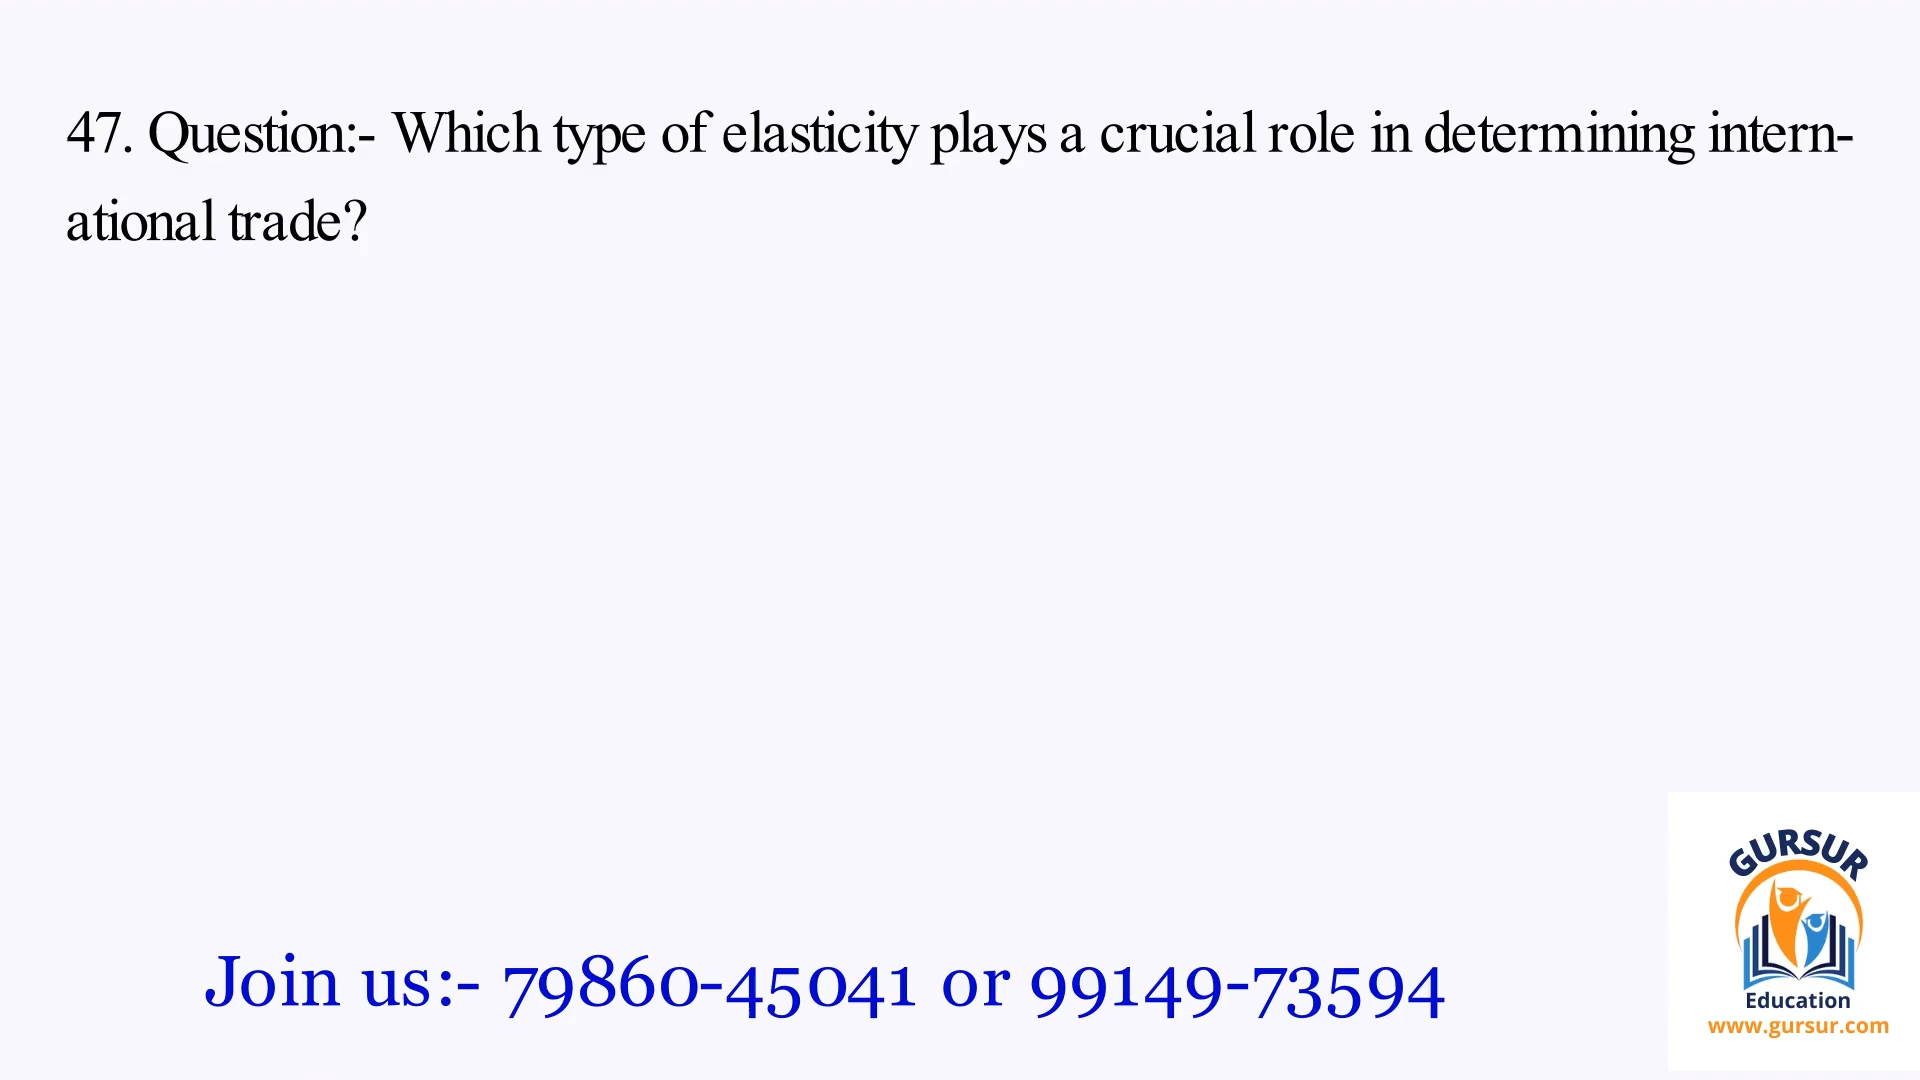 47. Question:- Which type of elasticity plays a crucial role in determining intern-
ational trade?
Join us:- 79860-45041 or 99149-73594
GURSUR
Education
www.gursur.com